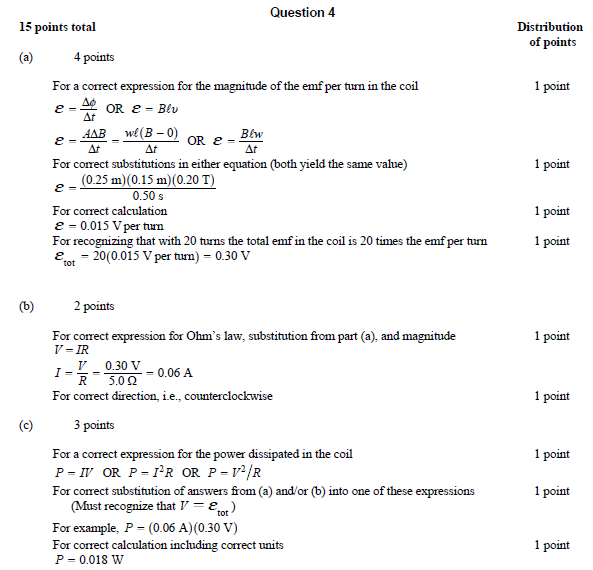 Question 4
15 points total Distribution
of points
(a) 4 points
For a correct expression for the magnitude of the emf per turn in the coil 1 point
ε = Δϕ/Δt OR ε = Bℓv
ε = AΔB/Δt = wℓ(B − 0)/Δt OR ε = Bℓw/Δt
For correct substitutions in either equation (both yield the same value) 1 point
ε = (0.25 m)(0.15 m)(0.20 T)/0.50 s
For correct calculation 1 point
ε = 0.015 V per turn
For recognizing that with 20 turns the total emf in the coil is 20 times the emf per turn 1 point
ε_tot = 20(0.015 V per turn) = 0.30 V
(b) 2 points
For correct expression for Ohm's law, substitution from part (a), and magnitude 1 point
V = IR
I = V/R = 0.30 V/5.0 Ω = 0.06 A
For correct direction, i.e., counterclockwise 1 point
(c) 3 points
For a correct expression for the power dissipated in the coil 1 point
P = IV OR P = I²R OR P = V²/R
For correct substitution of answers from (a) and/or (b) into one of these expressions 1 point
(Must recognize that V = ε_tot)
For example, P = (0.06 A)(0.30 V)
For correct calculation including correct units 1 point
P = 0.018 W